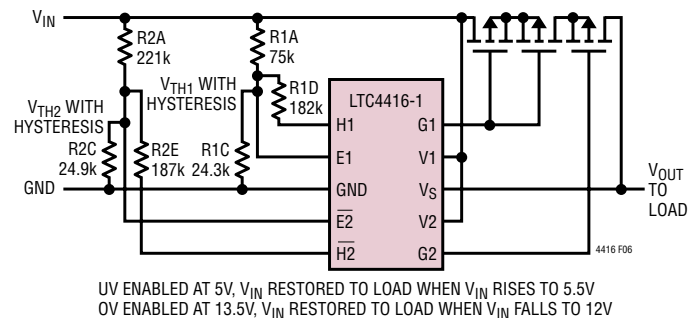 VIN
R2A
221k
R1A
75k
VTH1 WITH
HYSTERESIS
R1D
182k
LTC4416-1
VTH2 WITH
HYSTERESIS
H1
G1
R2C
24.9k
R2E
187k
R1C
24.3k
E1
V1
GND
GND
VS
VOUT
TO
LOAD
E2
V2
H2
G2
4416 F06
UV ENABLED AT 5V, VIN RESTORED TO LOAD WHEN VIN RISES TO 5.5V
OV ENABLED AT 13.5V, VIN RESTORED TO LOAD WHEN VIN FALLS TO 12V